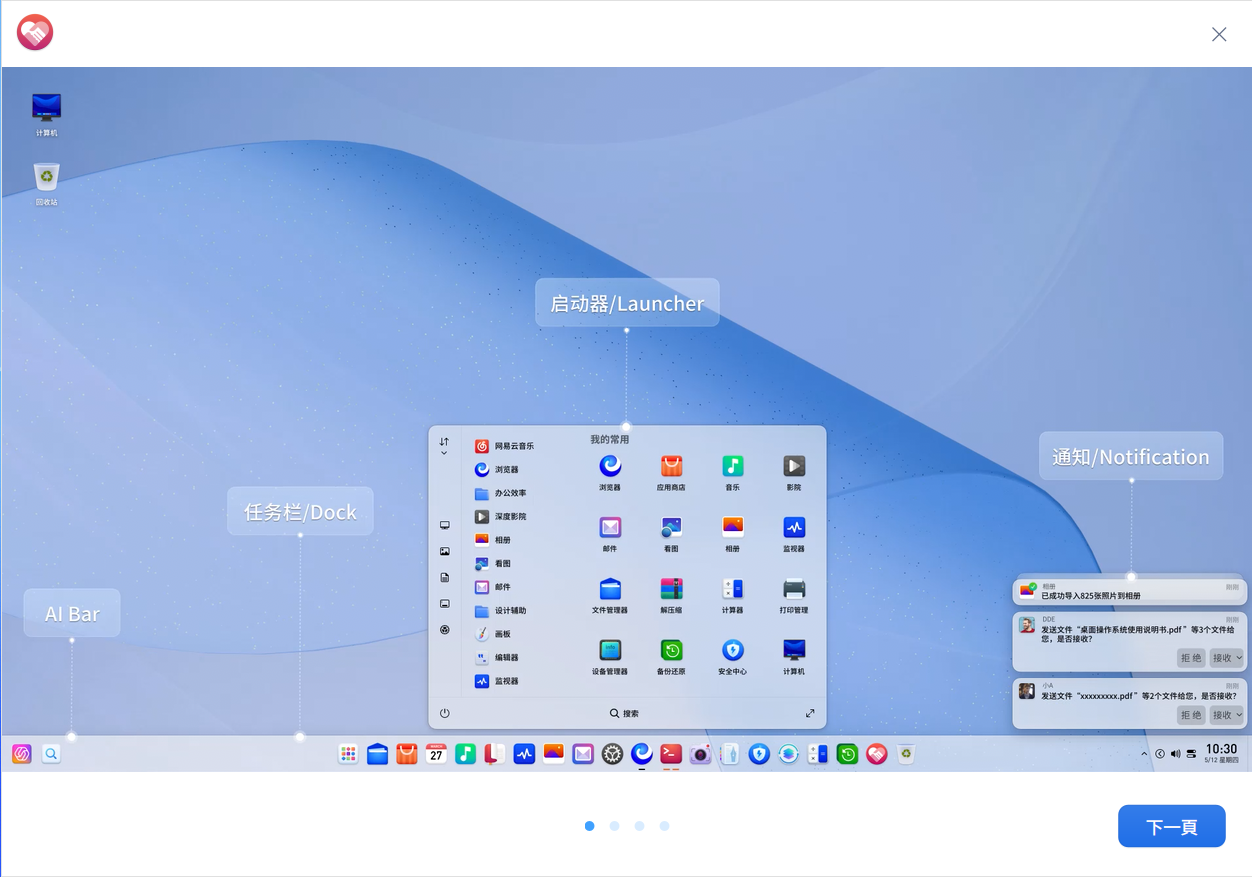 计算机
回收站
启动器/Launcher
任务栏/Dock
AI Bar
通知/Notification
网易云音乐
浏览器
办公效率
深度影院
相册
看图
邮件
设计辅助
画板
编辑器
监视器
我的常用
浏览器
应用商店
音乐
影院
邮件
看图
相册
监视器
文件管理器
解压缩
计算器
打印管理
设备管理器
备份还原
安全中心
计算机
搜索
相册
刚刚
已成功导入825张照片到相册
DDE
刚刚
发送文件“桌面操作系统使用说明书.pdf”等3个文件给
您，是否接收?
拒 绝
接收
小A
刚刚
发送文件“xxxxxxxxx.pdf”等2个文件给您，是否接收?
拒 绝
接收
27
10:30
5/12 星期四
下一頁